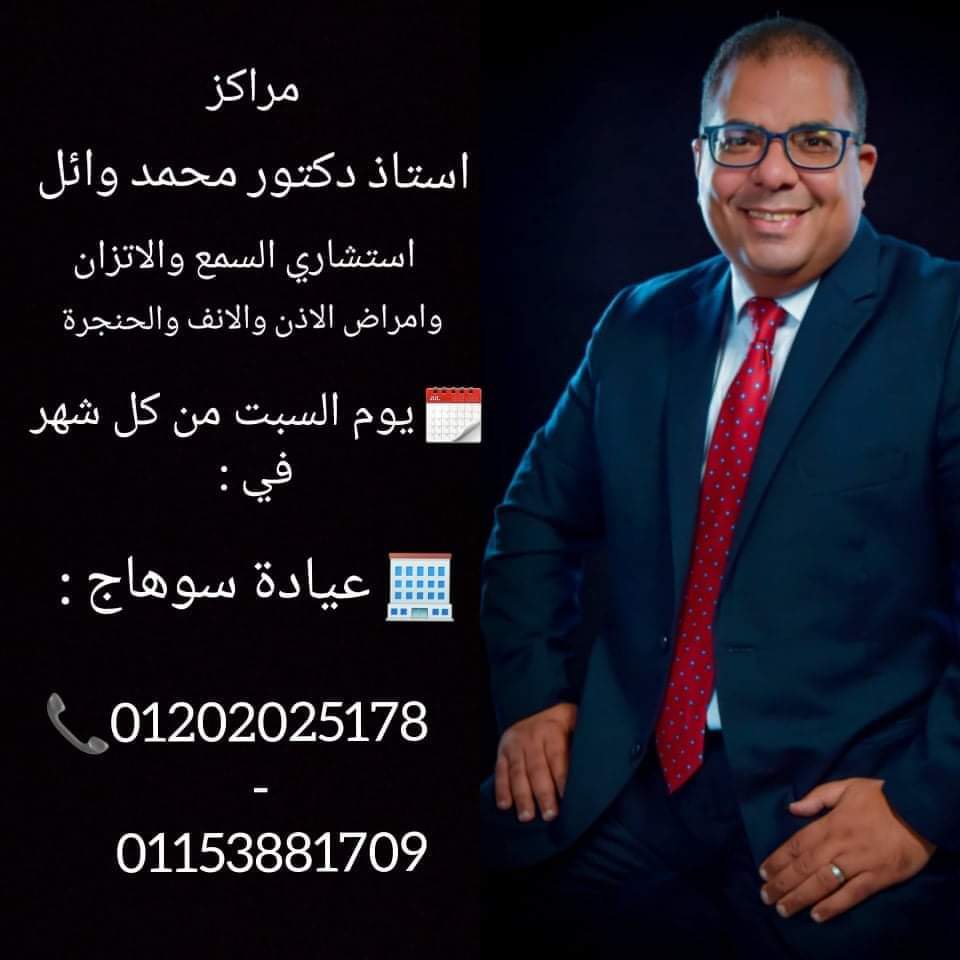 مراكز
استاذ دكتور محمد وائل
استشاري السمع والاتزان
وامراض الاذن والانف والحنجرة
يوم السبت من كل شهر
في :
عيادة سوهاج :
01202025178
-
01153881709